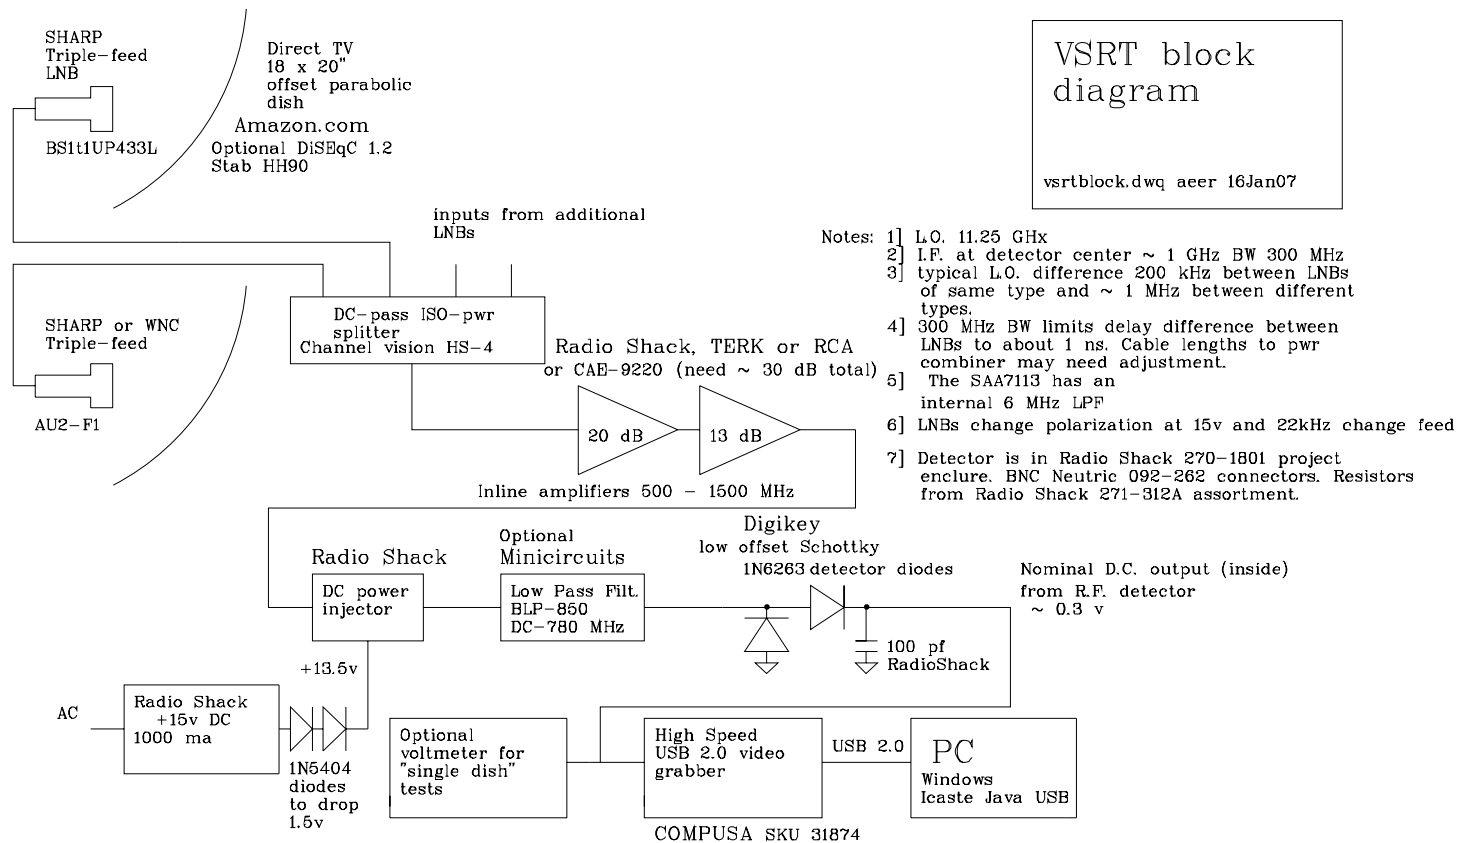 SHARP
Triple-feed
LNB
BS1t1UP433L
Direct TV
18 x 20"
offset parabolic
dish
Amazon.com
Optional DiSEqC 1.2
Stab HH90
VSRT block
diagram
vsrtblock.dwq aeer 16Jan07
inputs from additional
LNBs
SHARP or WNC
Triple-feed
AU2-F1
DC-pass ISO-pwr
splitter
Channel vision HS-4
Radio Shack, TERK or RCA
or CAE-9220 (need ~ 30 dB total)
20 dB
13 dB
Inline amplifiers 500 - 1500 MHz
Notes: 1] L.O. 11.25 GHx
2] I.F. at detector center ~ 1 GHz BW 300 MHz
3] typical L.O. difference 200 kHz between LNBs
of same type and ~ 1 MHz between different
types.
4] 300 MHz BW limits delay difference between
LNBs to about 1 ns. Cable lengths to pwr
combiner may need adjustment.
5] The SAA7113 has an
internal 6 MHz LPF
6] LNBs change polarization at 15v and 22kHz change feed
7] Detector is in Radio Shack 270-1801 project
enclure. BNC Neutric 092-262 connectors. Resistors
from Radio Shack 271-312A assortment.
Radio Shack
DC power
injector
Optional
Minicircuits
Low Pass Filt.
BLP-850
DC-780 MHz
Digikey
low offset Schottky
1N6263 detector diodes
100 pf
RadioShack
Nominal D.C. output (inside)
from R.F. detector
~ 0.3 v
+13.5v
AC
Radio Shack
+15v DC
1000 ma
1N5404
diodes
to drop
1.5v
Optional
voltmeter for
"single dish"
tests
High Speed
USB 2.0 video
grabber
COMPUSA SKU 31874
USB 2.0
PC
Windows
Icaste Java USB